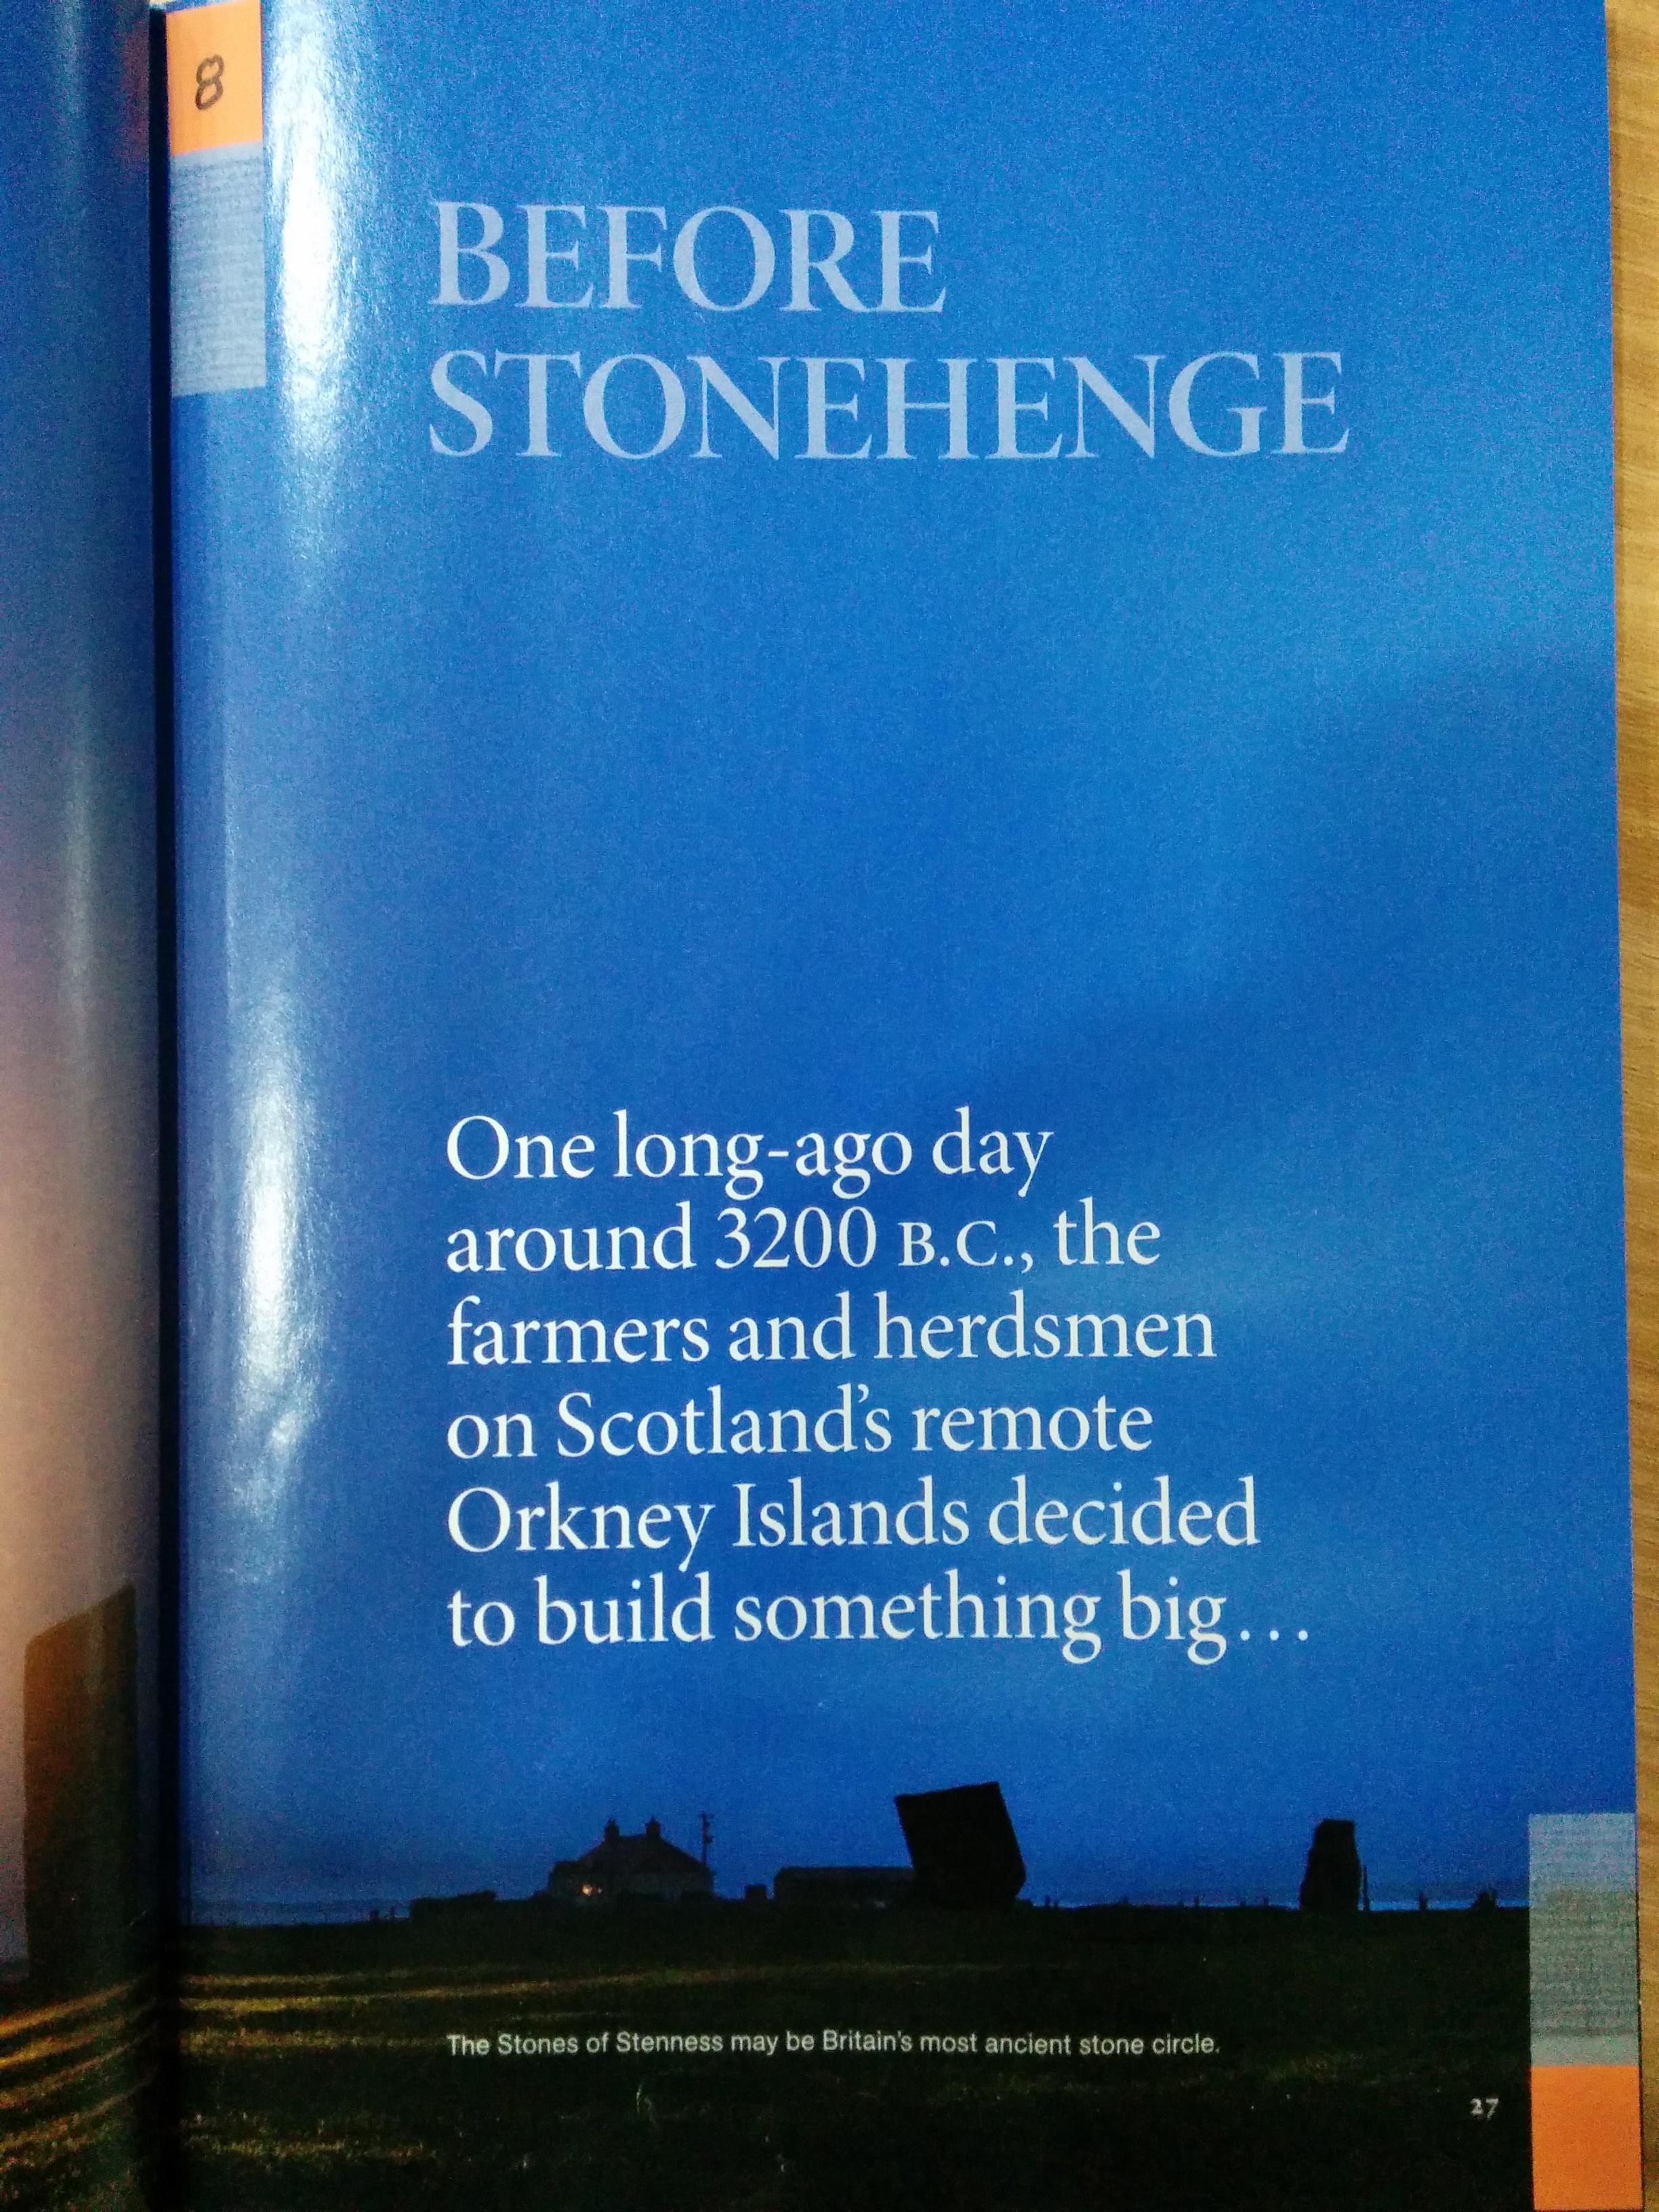 8
BEFORE
STONEHENGE
One long-ago day
around 3200 B.C., the
farmers and herdsmen
on Scotland's remote
Orkney Islands decided
to build something big...
The Stones of Stenness may be Britain's most ancient stone circle.
27